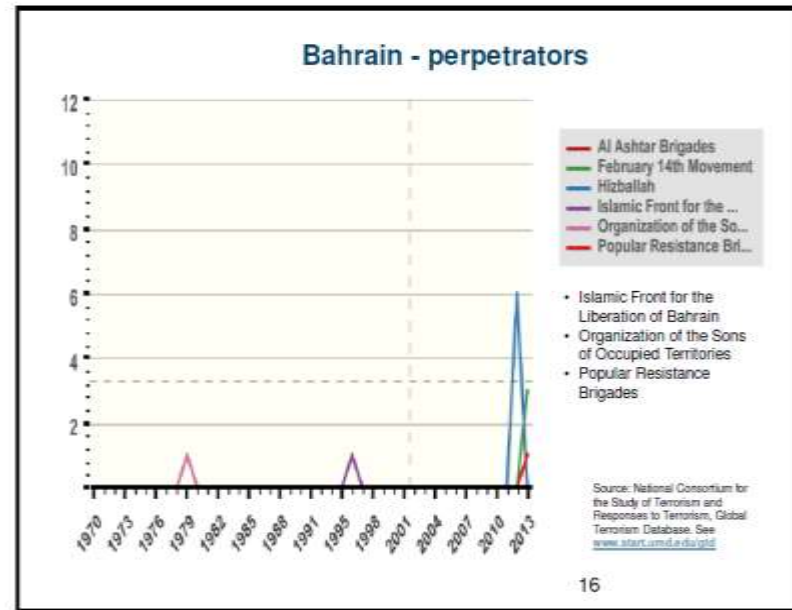 Bahrain - perpetrators
12
10
8
6
4
2
1970
1973
1976
1979
1982
1985
1988
1991
1995
1998
2001
2004
2007
2010
2013
Al Ashtar Brigades
February 14th Movement
Hizballah
Islamic Front for the ...
Organization of the So...
Popular Resistance Bri...
• Islamic Front for the
Liberation of Bahrain
• Organization of the Sons
of Occupied Territories
• Popular Resistance
Brigades
Source: National Consortium for
the Study of Terrorism and
Responses to Terrorism, Global
Terrorism Database. See
www.start.umd.edu/gtd
16